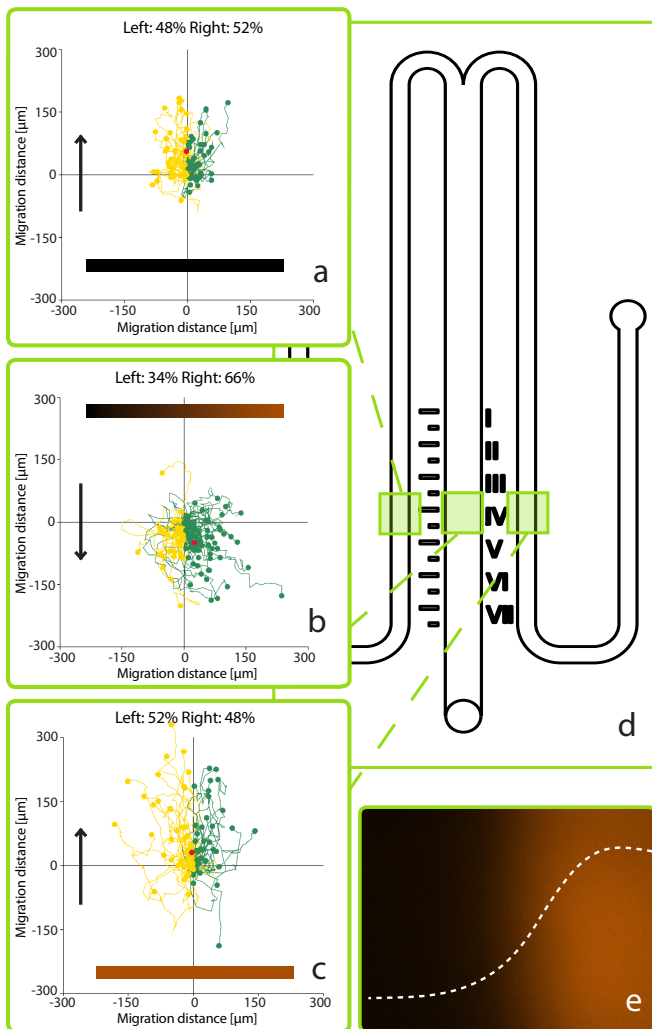 Left: 48% Right: 52%
300
150
0
-150
-300
-300 -150 0 150 300
Migration distance [μm]
Migration distance [μm]
a
Left: 34% Right: 66%
300
150
0
-150
-300
-300 -150 0 150 300
Migration distance [μm]
Migration distance [μm]
b
Left: 52% Right: 48%
300
150
0
-150
-300
-300 -150 0 150 300
Migration distance [μm]
Migration distance [μm]
c
I
II
III
IV
V
VI
VII
d
e